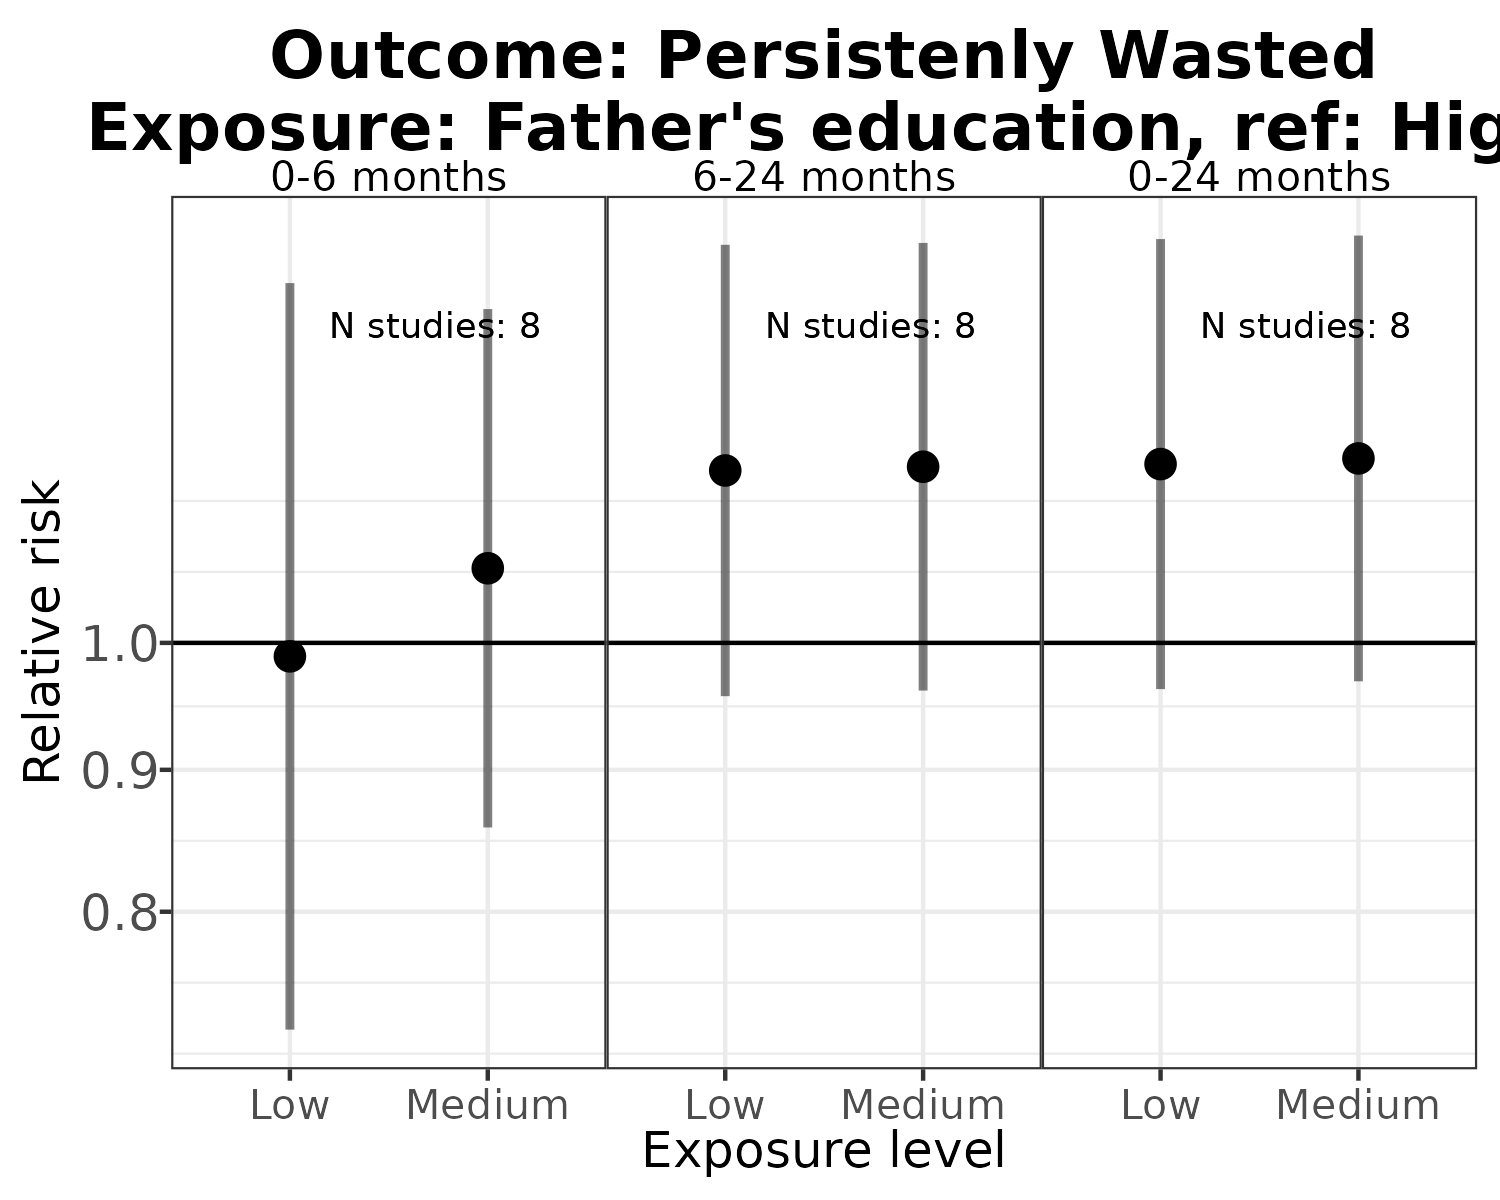 Outcome: Persistenly Wasted
Exposure: Father's education, ref: Hig
0-6 months 6-24 months 0-24 months
N studies: 8 N studies: 8 N studies: 8
Relative risk
1.0
0.9
0.8
Low Medium Low Medium Low Medium
Exposure level